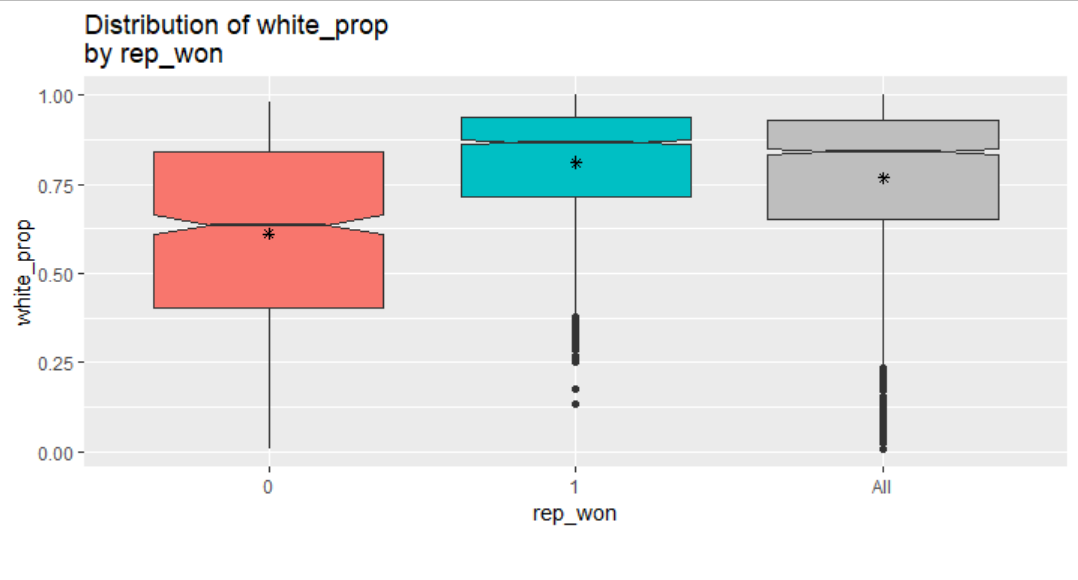 Distribution of white_prop
by rep_won
1.00
0.75
0.50
0.25
0.00
white_prop
0
1
All
rep_won